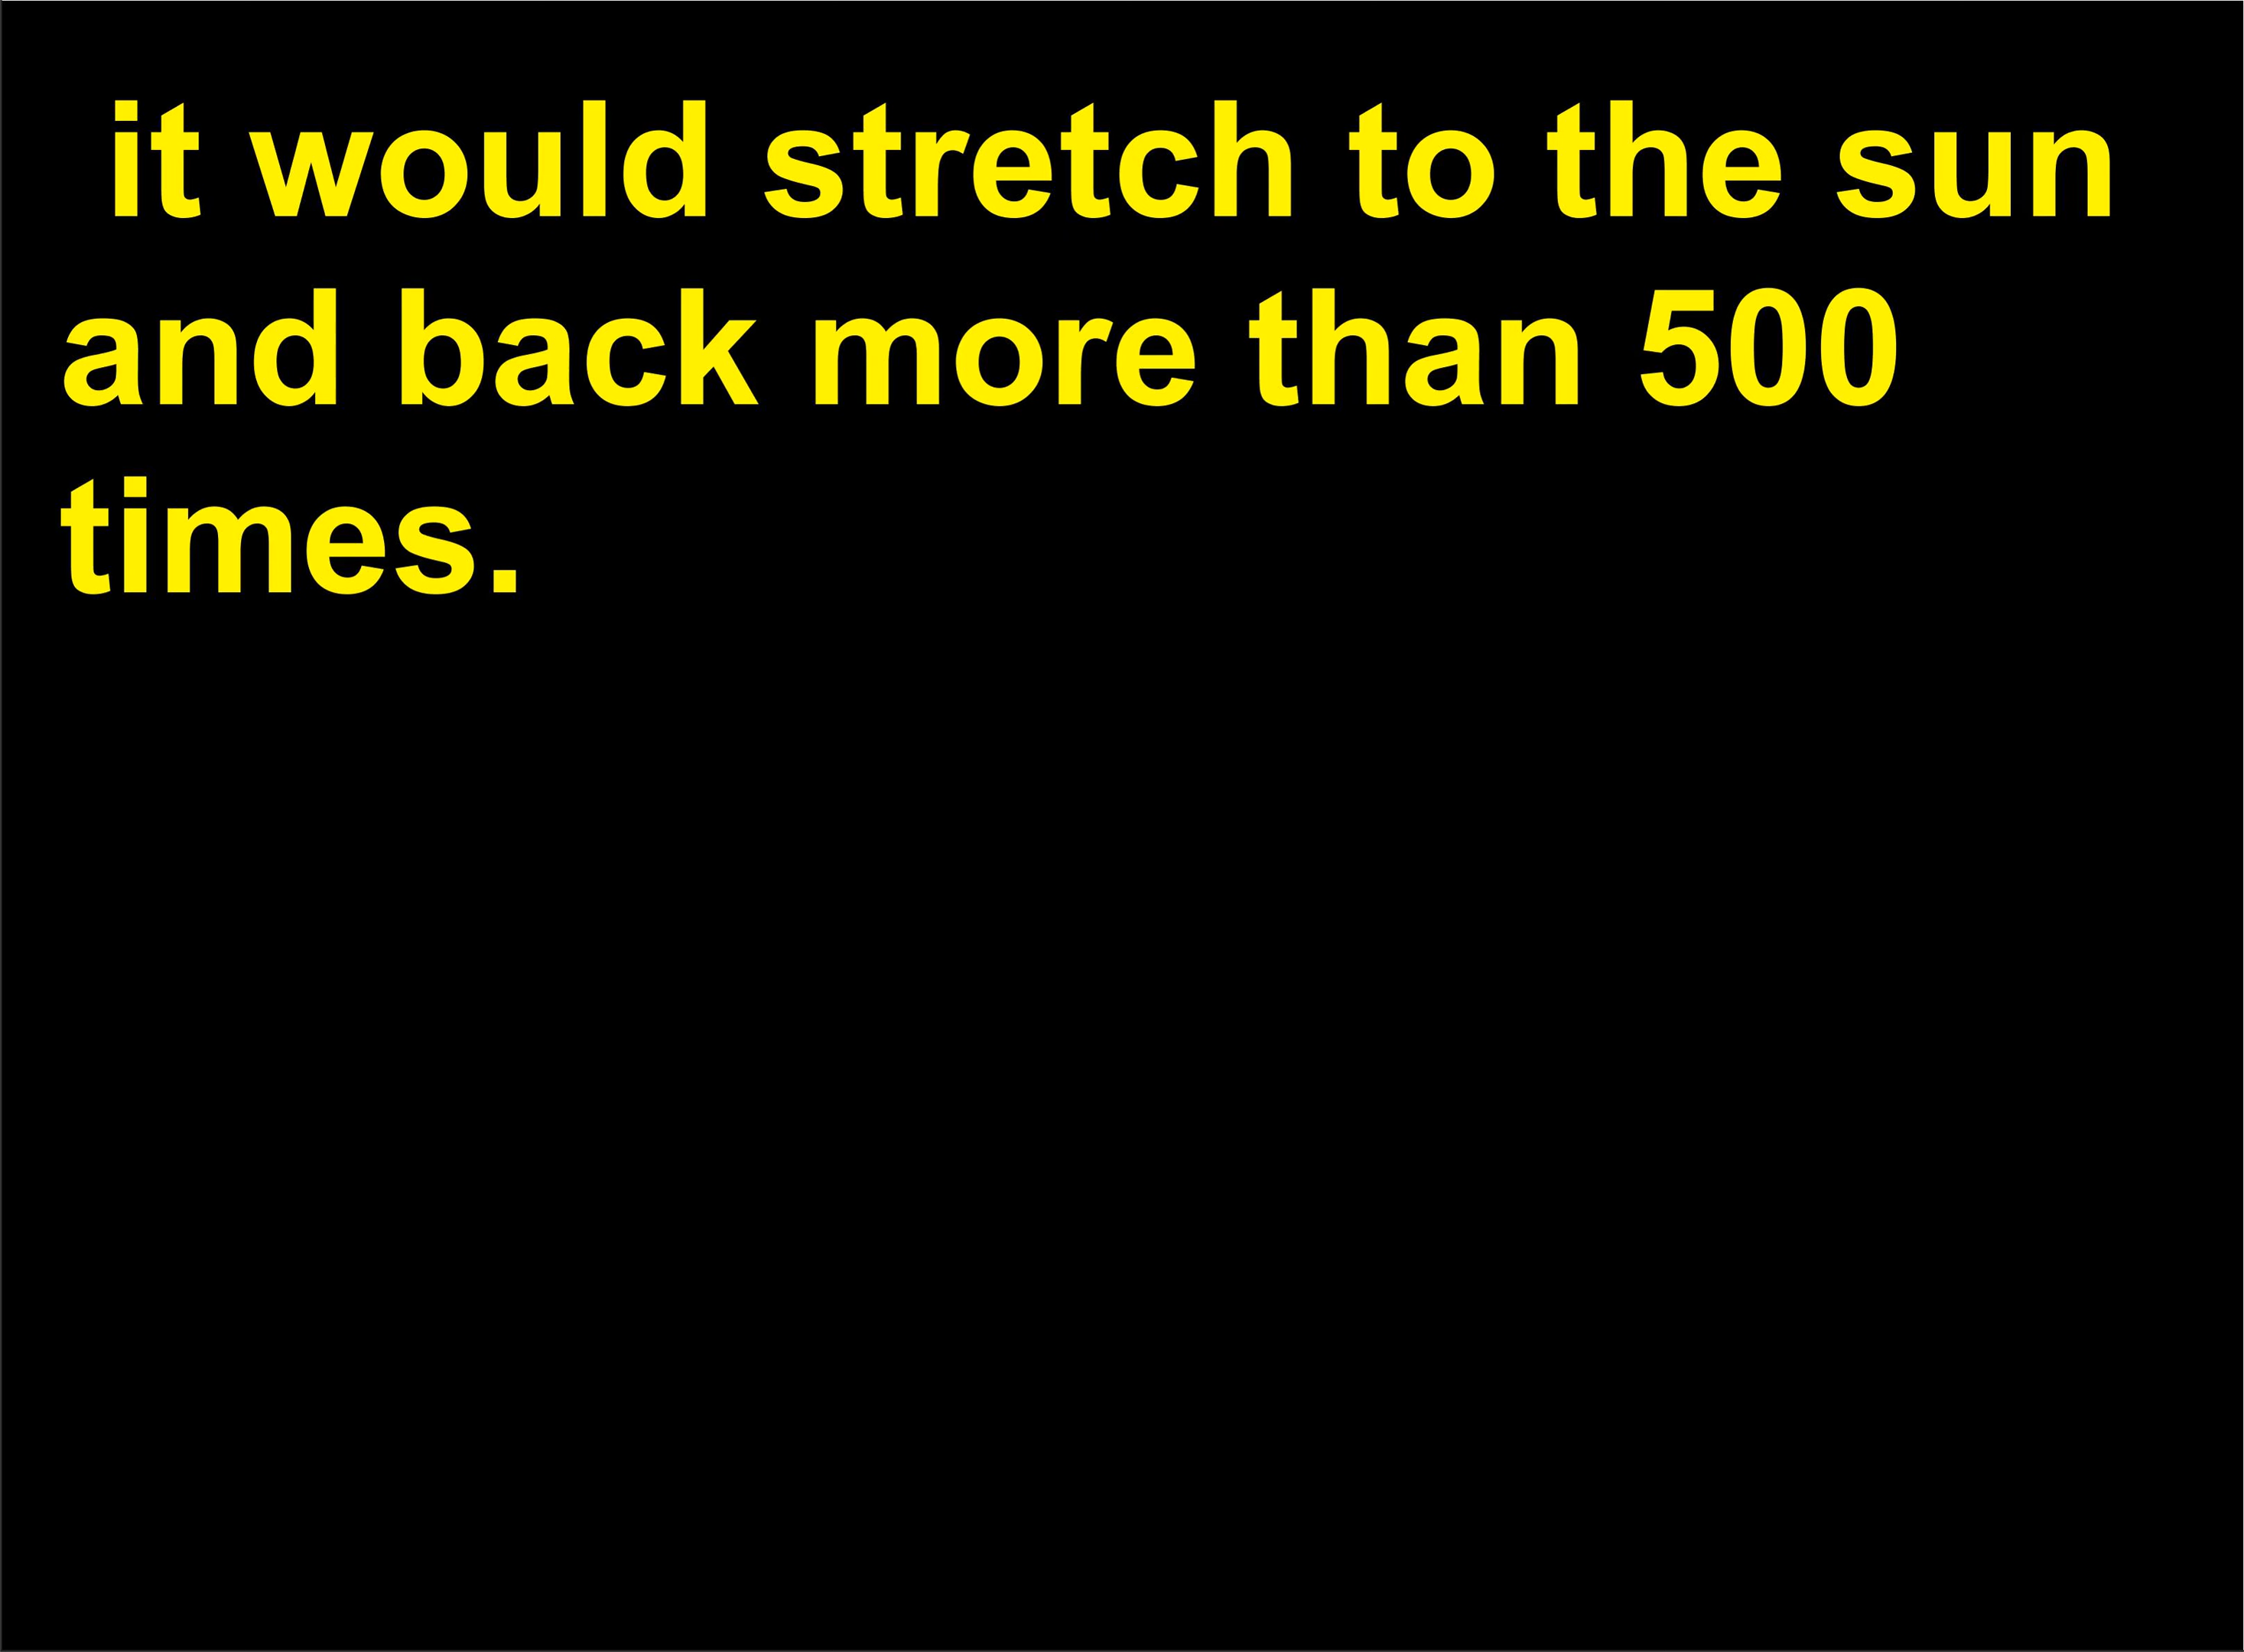 it would stretch to the sun
and back more than 500
times.